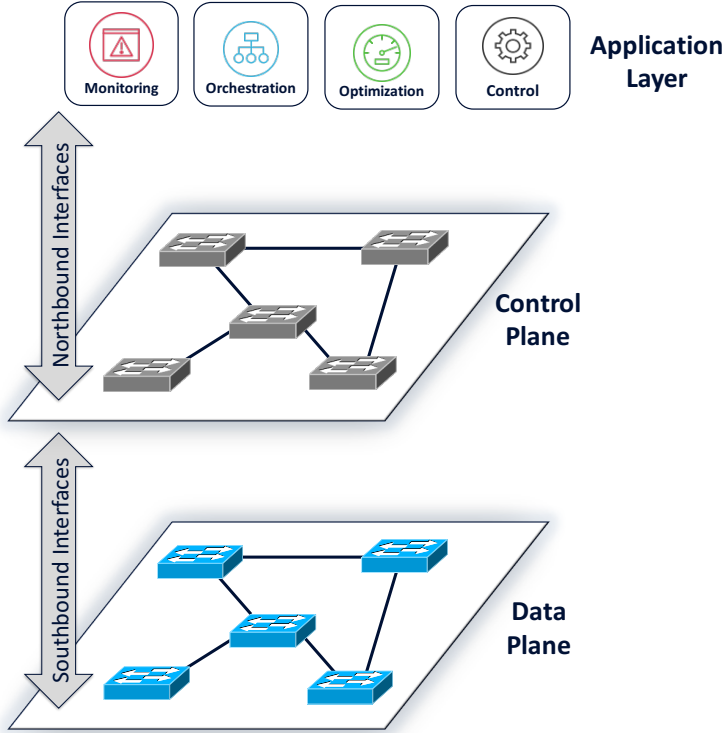 Monitoring
Orchestration
Optimization
Control
Application
Layer
Northbound Interfaces
Control
Plane
Southbound Interfaces
Data
Plane